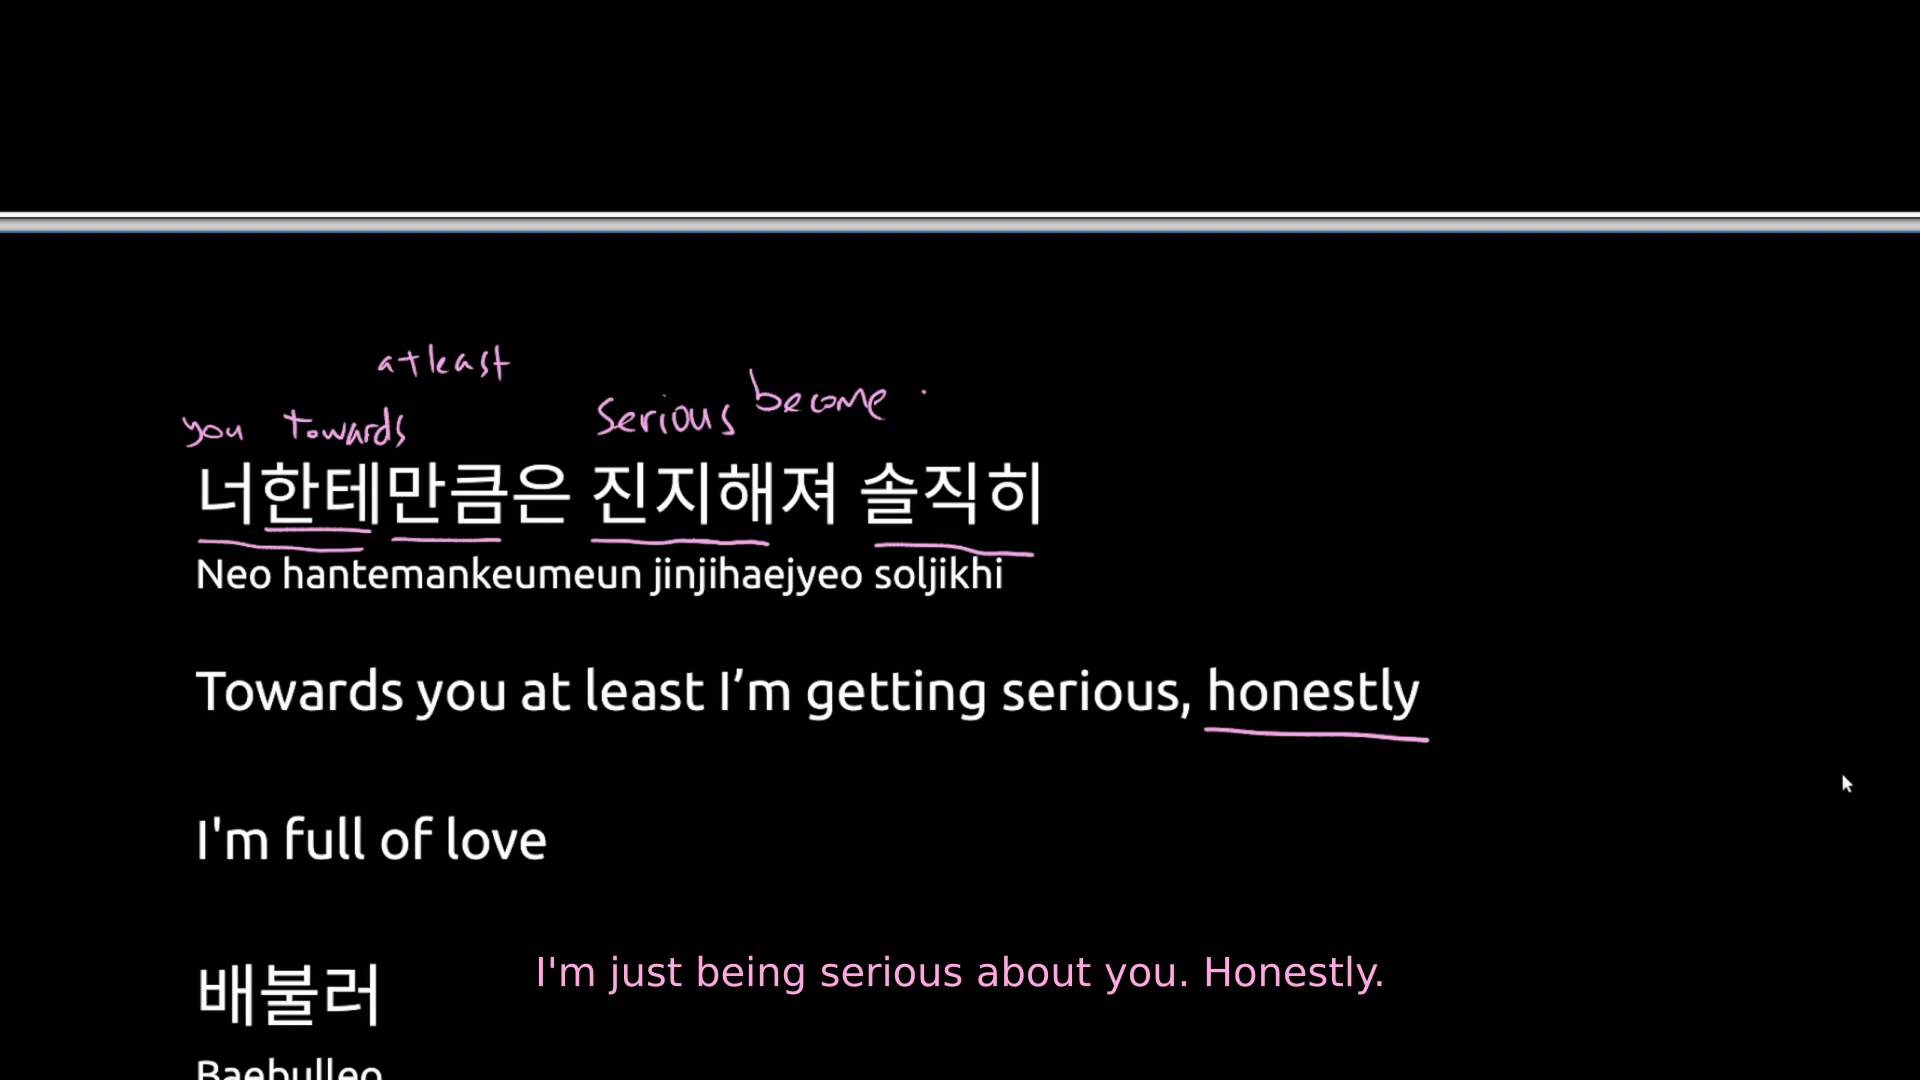 at least
you towards serious become.
너한테만큼은 진지해져 솔직히
Neo hantemankeumeun jinjihaejyeo soljikhi
Towards you at least I’m getting serious, honestly
I'm full of love
배불러
I'm just being serious about you. Honestly.
Baebulleo